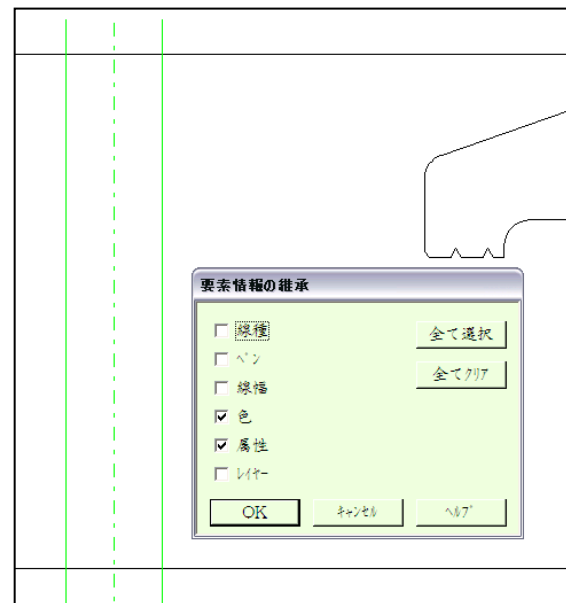 要素情報の継承
線種
全て選択
ﾍﾟﾝ
全てｸﾘｱ
線幅
色
属性
ﾚｲﾔｰ
OK
ｷｬﾝｾﾙ
ﾍﾙﾌﾟ